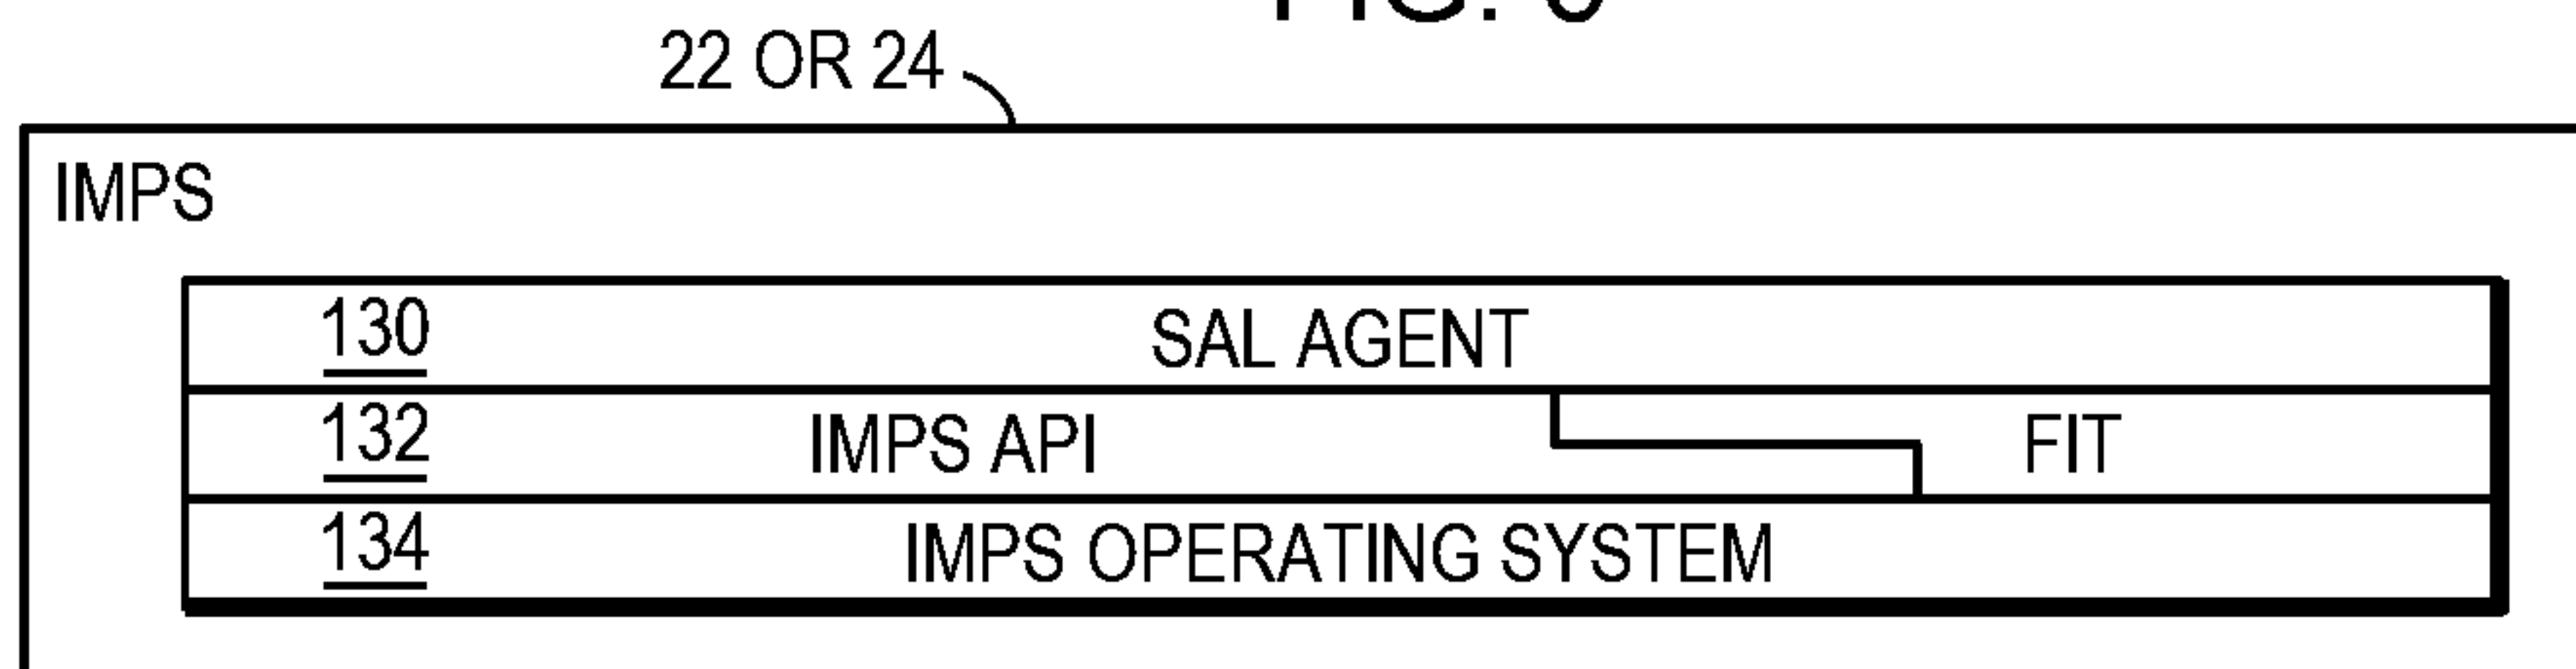 22 OR 24
IMPS
130 SAL AGENT
132 IMPS API FIT
134 IMPS OPERATING SYSTEM